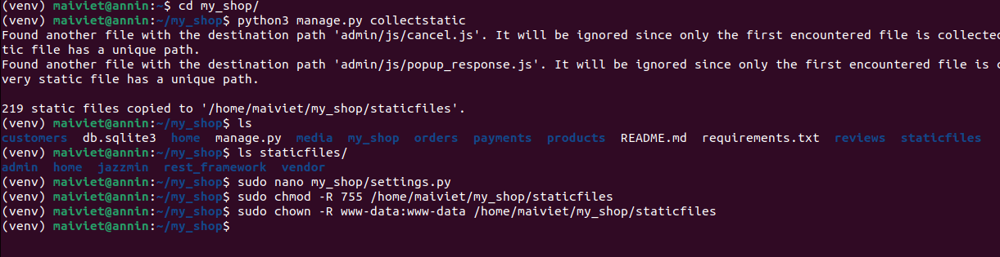 (venv) maiviet@annin:~$ cd my_shop/
(venv) maiviet@annin:~/my_shop$ python3 manage.py collectstatic
Found another file with the destination path 'admin/js/cancel.js'. It will be ignored since only the first encountered file is collected
tic file has a unique path.
Found another file with the destination path 'admin/js/popup_response.js'. It will be ignored since only the first encountered file is c
very static file has a unique path.
219 static files copied to '/home/maiviet/my_shop/staticfiles'.
(venv) maiviet@annin:~/my_shop$ ls
customers db.sqlite3 home manage.py media my_shop orders payments products README.md requirements.txt reviews staticfiles
(venv) maiviet@annin:~/my_shop$ ls staticfiles/
admin home jazzmin rest_framework vendor
(venv) maiviet@annin:~/my_shop$ sudo nano my_shop/settings.py
(venv) maiviet@annin:~/my_shop$ sudo chmod -R 755 /home/maiviet/my_shop/staticfiles
(venv) maiviet@annin:~/my_shop$ sudo chown -R www-data:www-data /home/maiviet/my_shop/staticfiles
(venv) maiviet@annin:~/my_shop$